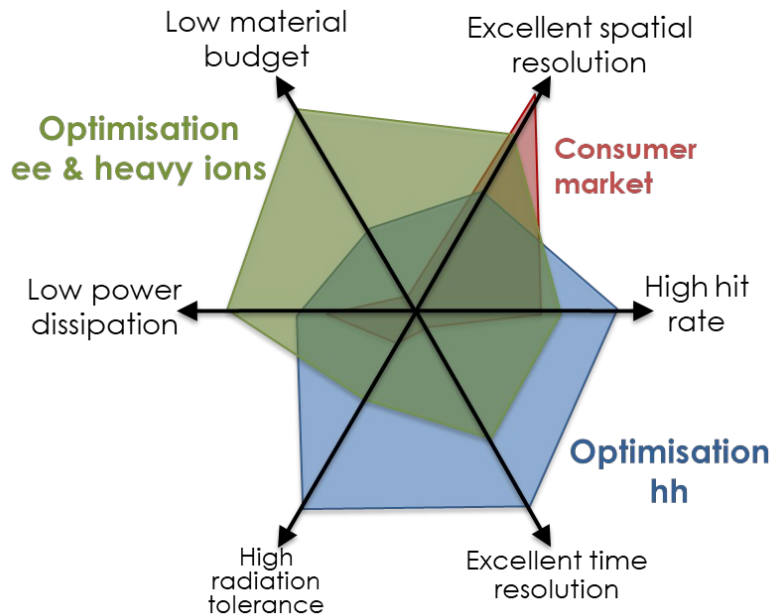 Low material
budget
Excellent spatial
resolution
Optimisation
ee & heavy ions
Consumer
market
Low power
dissipation
High hit
rate
Optimisation
hh
High
radiation
tolerance
Excellent time
resolution